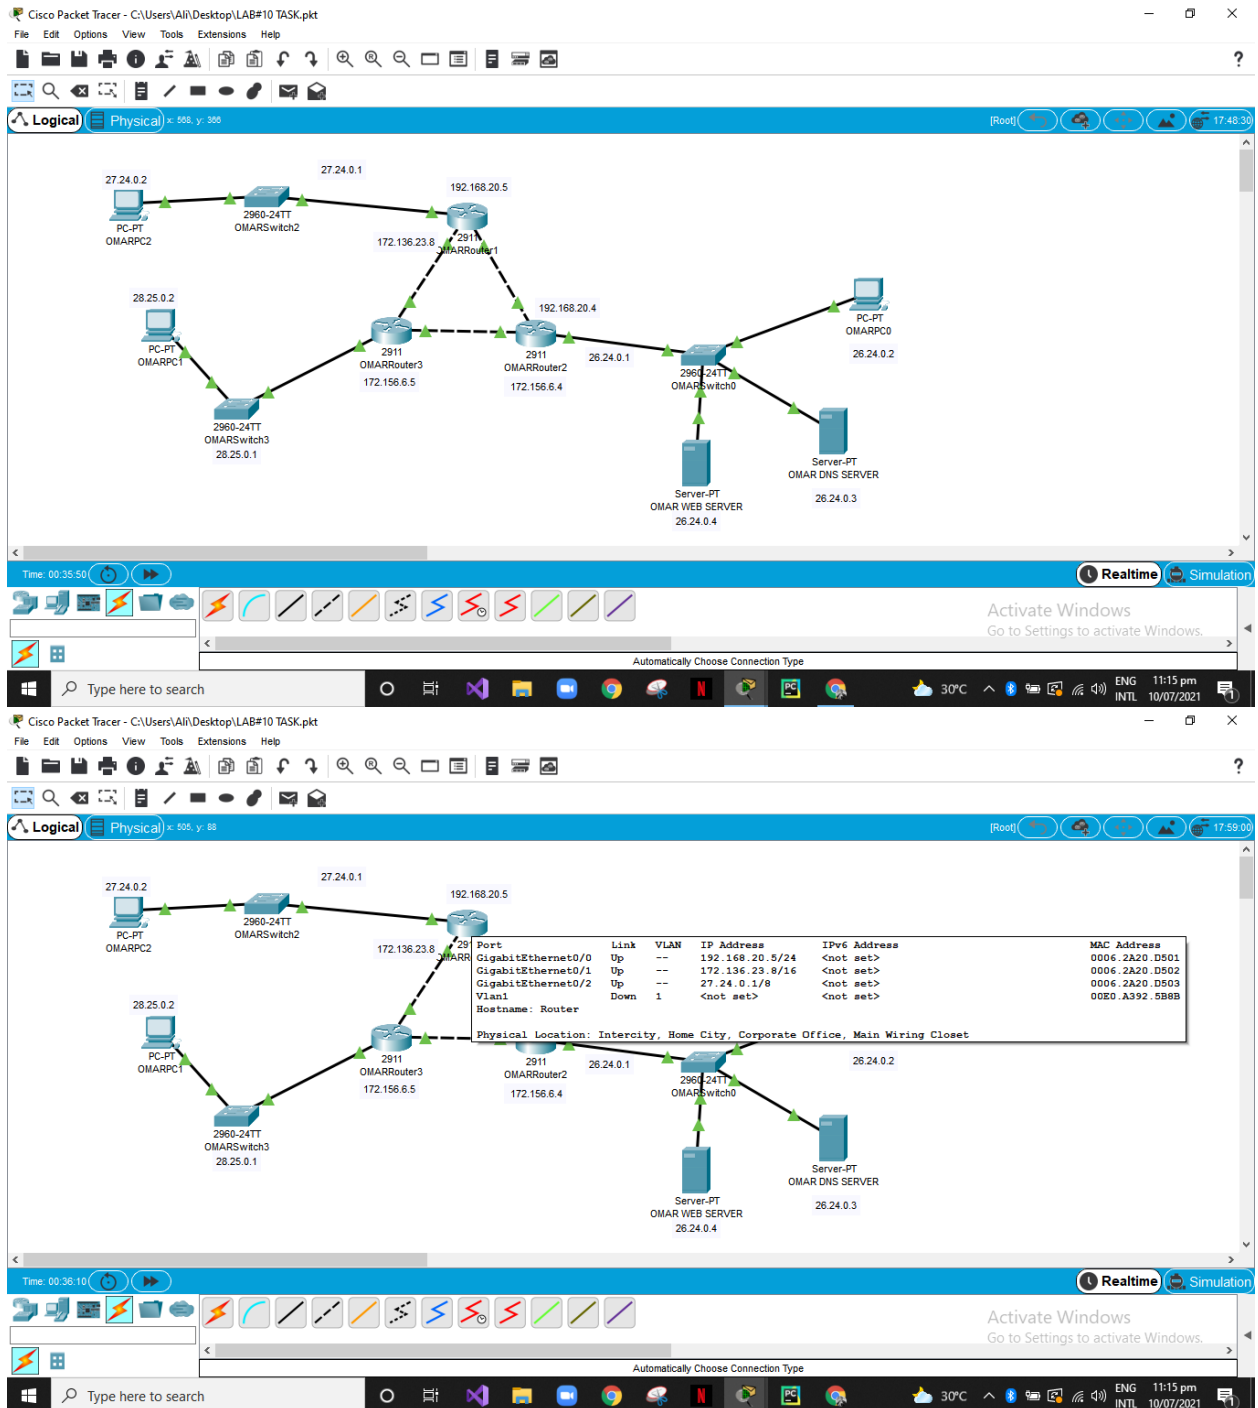 Cisco Packet Tracer - C:\Users\Ali\Desktop\LAB#10 TASK.pkt
File Edit Options View Tools Extensions Help
?
Logical Physical x: 568, y: 366 [Root] 17:48:30
27.24.0.2
27.24.0.1
192.168.20.5
PC-PT
OMARPC2
2960-24TT
OMARSwitch2
172.136.23.8
2911
OMARRouter1
28.25.0.2
PC-PT
OMARPC1
192.168.20.4
2911
OMARRouter3
172.156.6.5
2911
OMARRouter2
172.156.6.4
26.24.0.1
PC-PT
OMARPC0
26.24.0.2
2960-24TT
OMARSwitch0
2960-24TT
OMARSwitch3
28.25.0.1
Server-PT
OMAR DNS SERVER
26.24.0.3
Server-PT
OMAR WEB SERVER
26.24.0.4
Time: 00:35:50 Realtime Simulation
Activate Windows
Go to Settings to activate Windows.
Automatically Choose Connection Type
Type here to search N PC 30°C ENG 11:15 pm
INTL 10/07/2021 1
Cisco Packet Tracer - C:\Users\Ali\Desktop\LAB#10 TASK.pkt
File Edit Options View Tools Extensions Help
?
Logical Physical x: 505, y: 88 [Root] 17:59:00
27.24.0.2
27.24.0.1
192.168.20.5
PC-PT
OMARPC2
2960-24TT
OMARSwitch2
172.136.23.8
Port Link VLAN IP Address IPv6 Address MAC Address
GigabitEthernet0/0 Up -- 192.168.20.5/24 <not set> 0006.2A20.D501
GigabitEthernet0/1 Up -- 172.136.23.8/16 <not set> 0006.2A20.D502
GigabitEthernet0/2 Up -- 27.24.0.1/8 <not set> 0006.2A20.D503
Vlan1 Down 1 <not set> <not set> 00E0.A392.5B8B
Hostname: Router
Physical Location: Intercity, Home City, Corporate Office, Main Wiring Closet
28.25.0.2
PC-PT
OMARPC1
2911
OMARRouter3
172.156.6.5
2911
OMARRouter2
172.156.6.4
26.24.0.1
26.24.0.2
2960-24TT
OMARSwitch0
2960-24TT
OMARSwitch3
28.25.0.1
Server-PT
OMAR DNS SERVER
26.24.0.3
Server-PT
OMAR WEB SERVER
26.24.0.4
Time: 00:36:10 Realtime Simulation
Activate Windows
Go to Settings to activate Windows.
Automatically Choose Connection Type
Type here to search N PC 30°C ENG 11:15 pm
INTL 10/07/2021 1